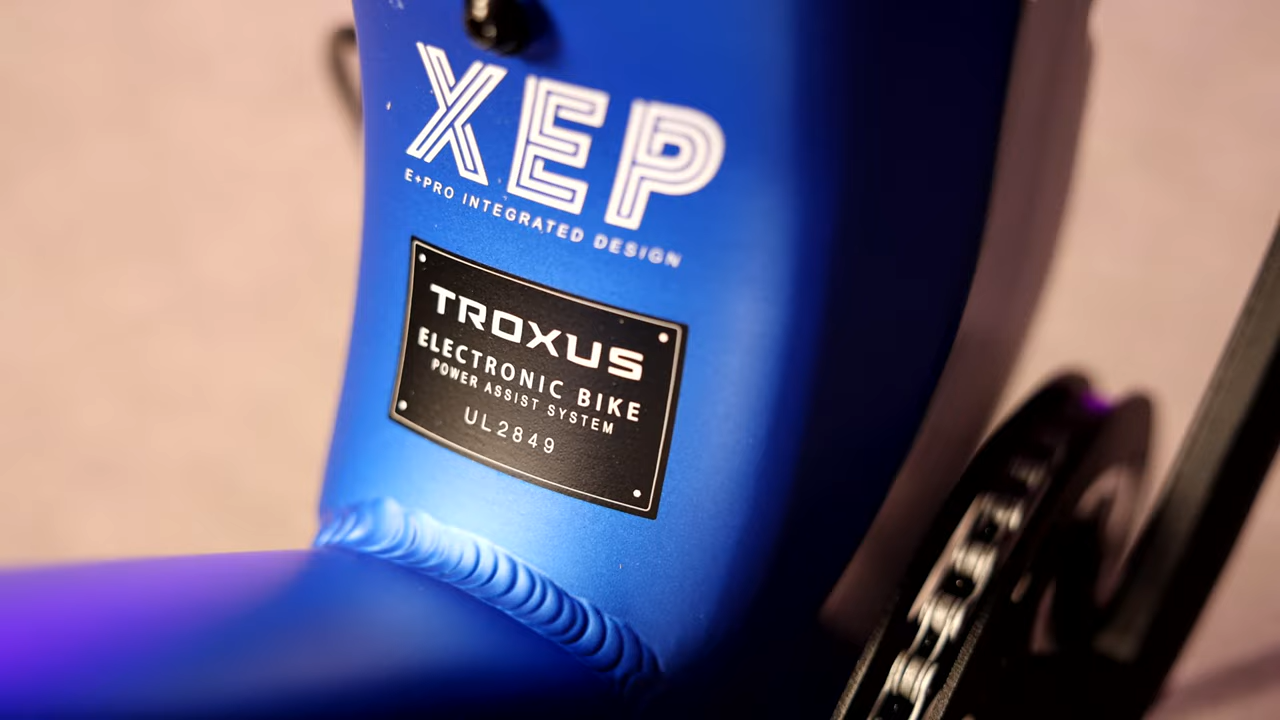 XEP
E+PRO INTEGRATED DESIGN
TROXUS
ELECTRONIC BIKE
POWER ASSIST SYSTEM
UL2849